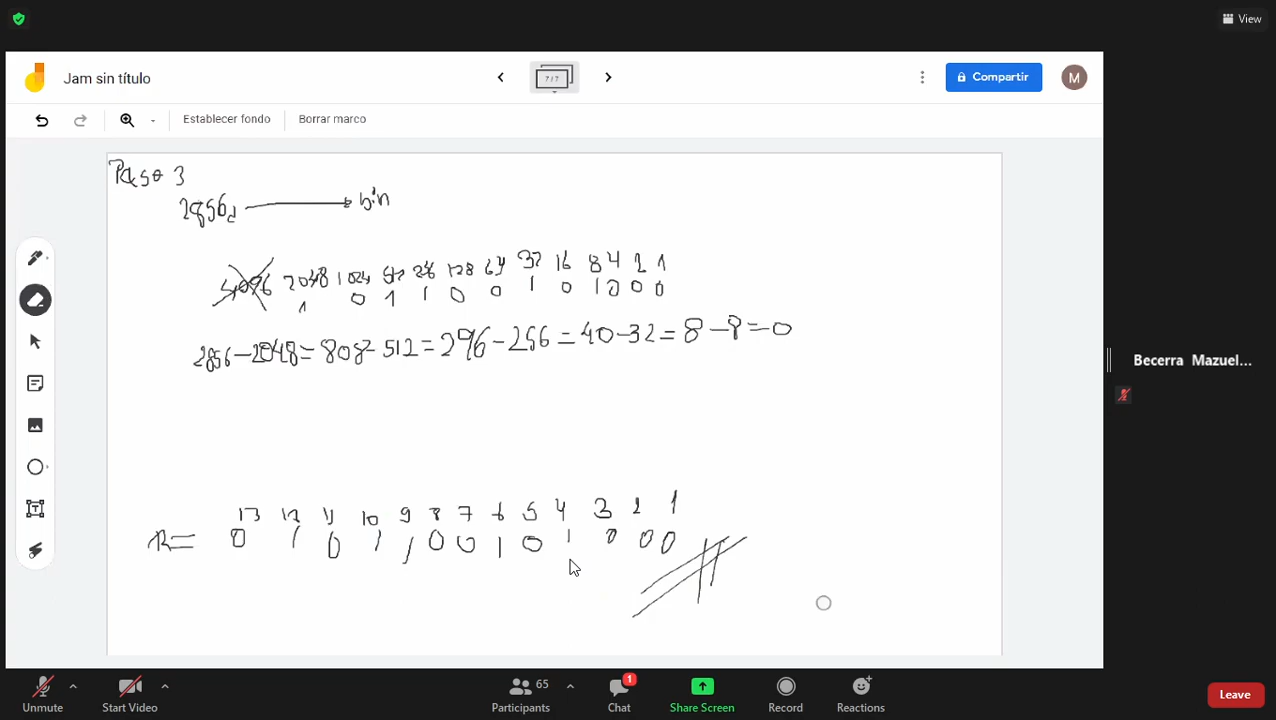 View
Jam sin título
7 / 7
Compartir
M
Establecer fondo
Borrar marco
Paso 3
2856d → bin
4096 2048 1024 512 256 128 64 32 16 8 4 2 1
1 0 1 1 0 0 1 0 1 0 0 0
2856 - 2048 = 808 - 512 = 296 - 256 = 40 - 32 = 8 - 8 = 0
Becerra Mazuel...
13 12 11 10 9 8 7 6 5 4 3 2 1
R= 0 1 0 1 1 0 0 1 0 1 0 0 0
Unmute
Start Video
65
Participants
1
Chat
Share Screen
Record
Reactions
Leave